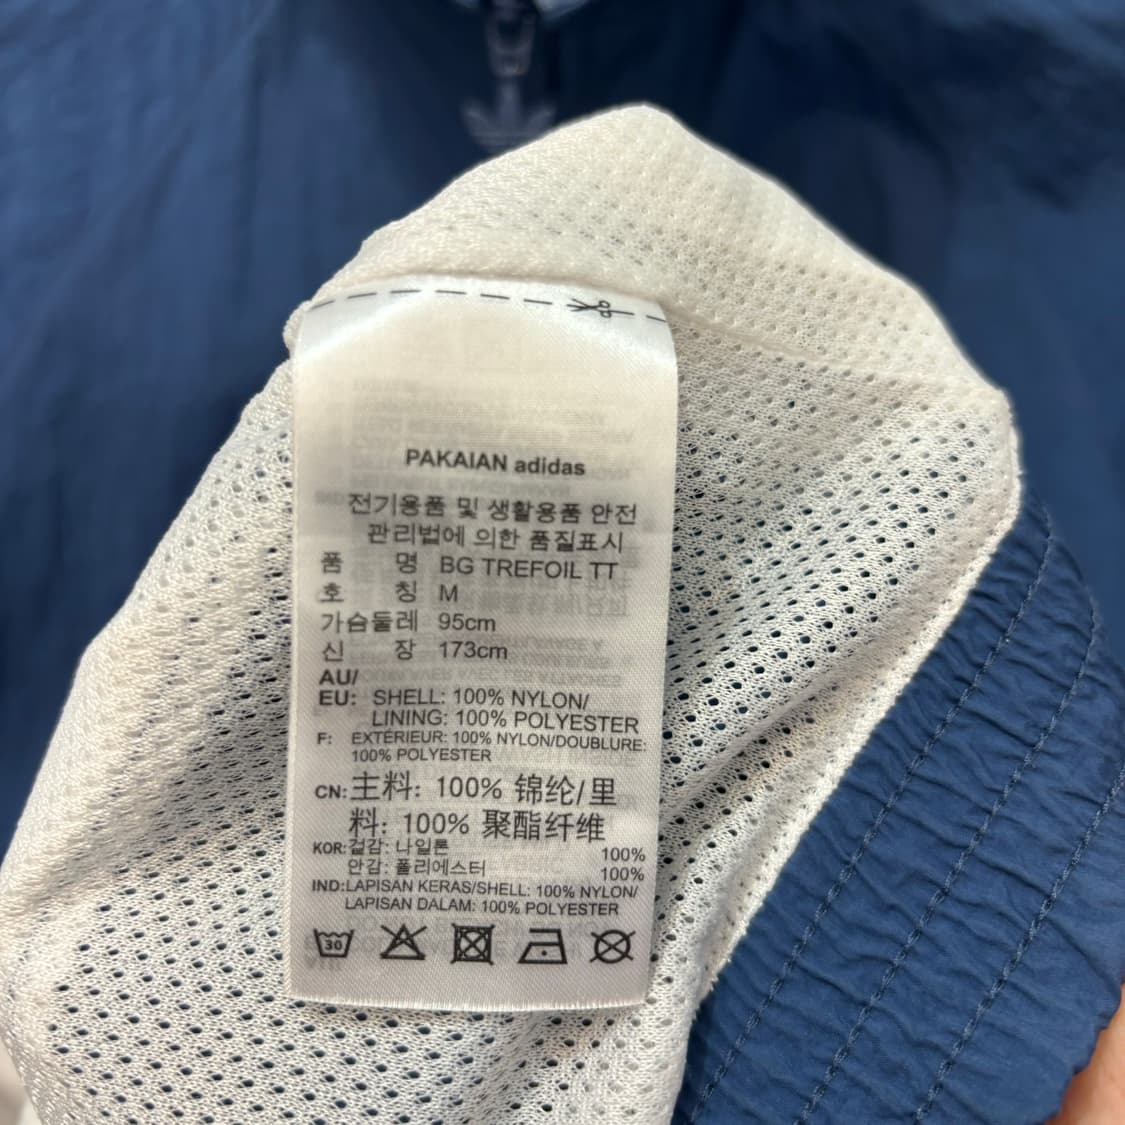 PAKAIAN adidas
전기용품 및 생활용품 안전
관리법에 의한 품질표시
품 명 BG TREFOIL TT
호 칭 M
가슴둘레 95cm
신 장 173cm
AU/
EU: SHELL: 100% NYLON/
LINING: 100% POLYESTER
F: EXTÉRIEUR: 100% NYLON/DOUBLURE:
100% POLYESTER
CN: 主料: 100% 锦纶/里
料: 100% 聚酯纤维
KOR: 겉감: 나일론 100%
안감: 폴리에스터 100%
IND:LAPISAN KERAS/SHELL: 100% NYLON/
LAPISAN DALAM: 100% POLYESTER
30